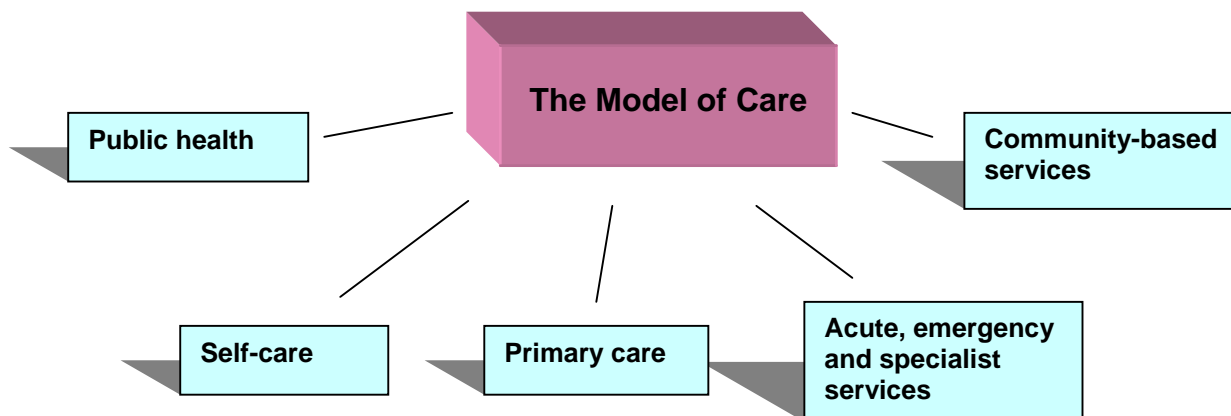 The Model of Care
Public health
Community-based
services
Self-care
Primary care
Acute, emergency
and specialist
services